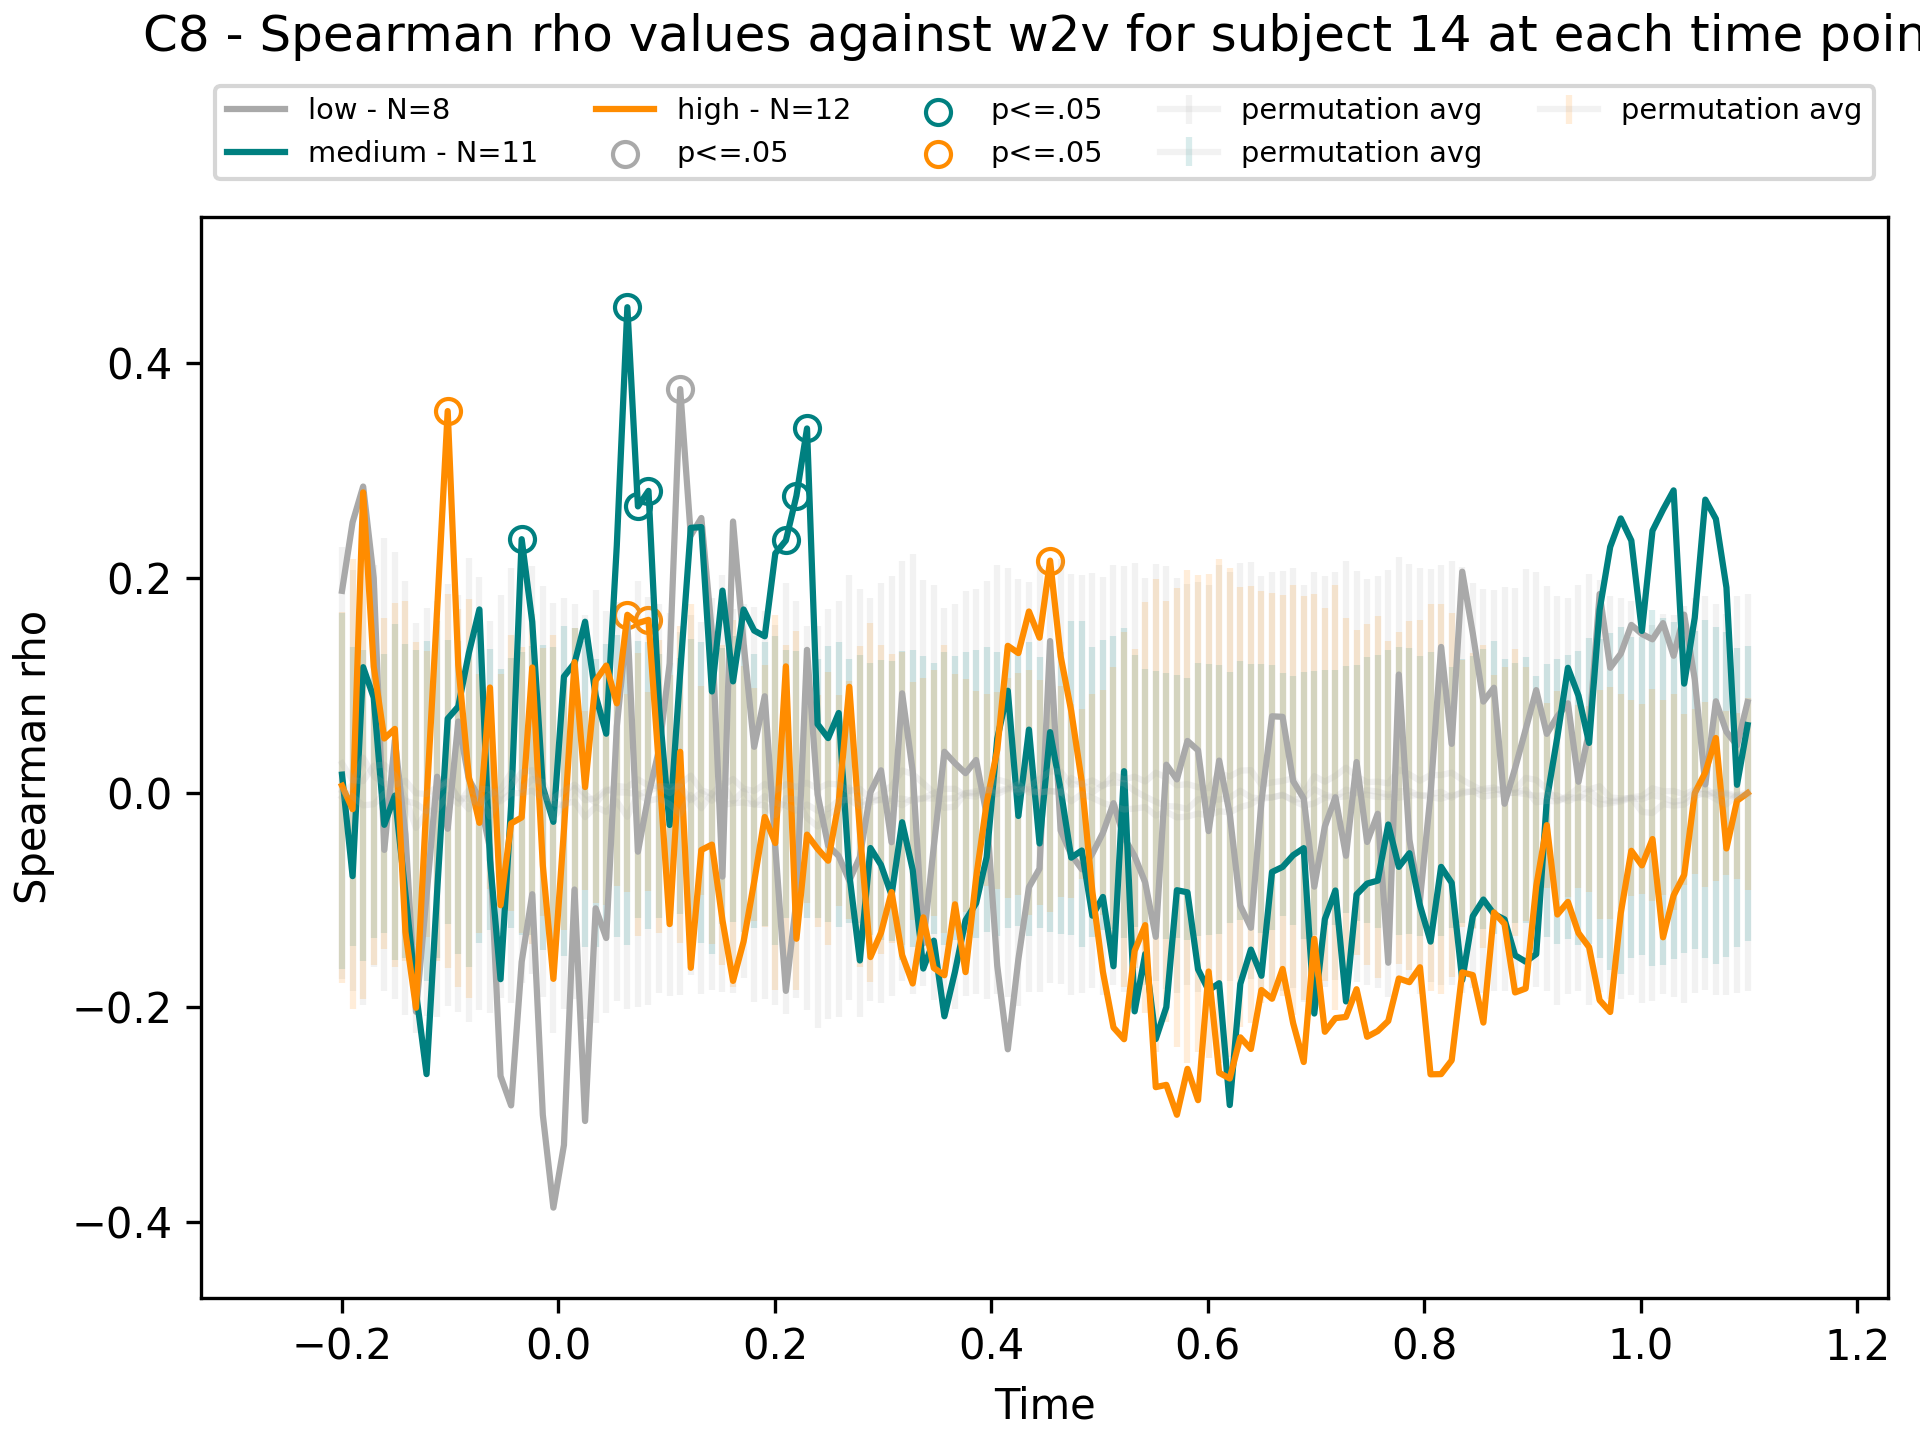 C8 - Spearman rho values against w2v for subject 14 at each time poin
low - N=8
medium - N=11
high - N=12
p<=.05
p<=.05
p<=.05
permutation avg
permutation avg
permutation avg
Spearman rho
0.4
0.2
0.0
−0.2
−0.4
−0.2 0.0 0.2 0.4 0.6 0.8 1.0 1.2
Time